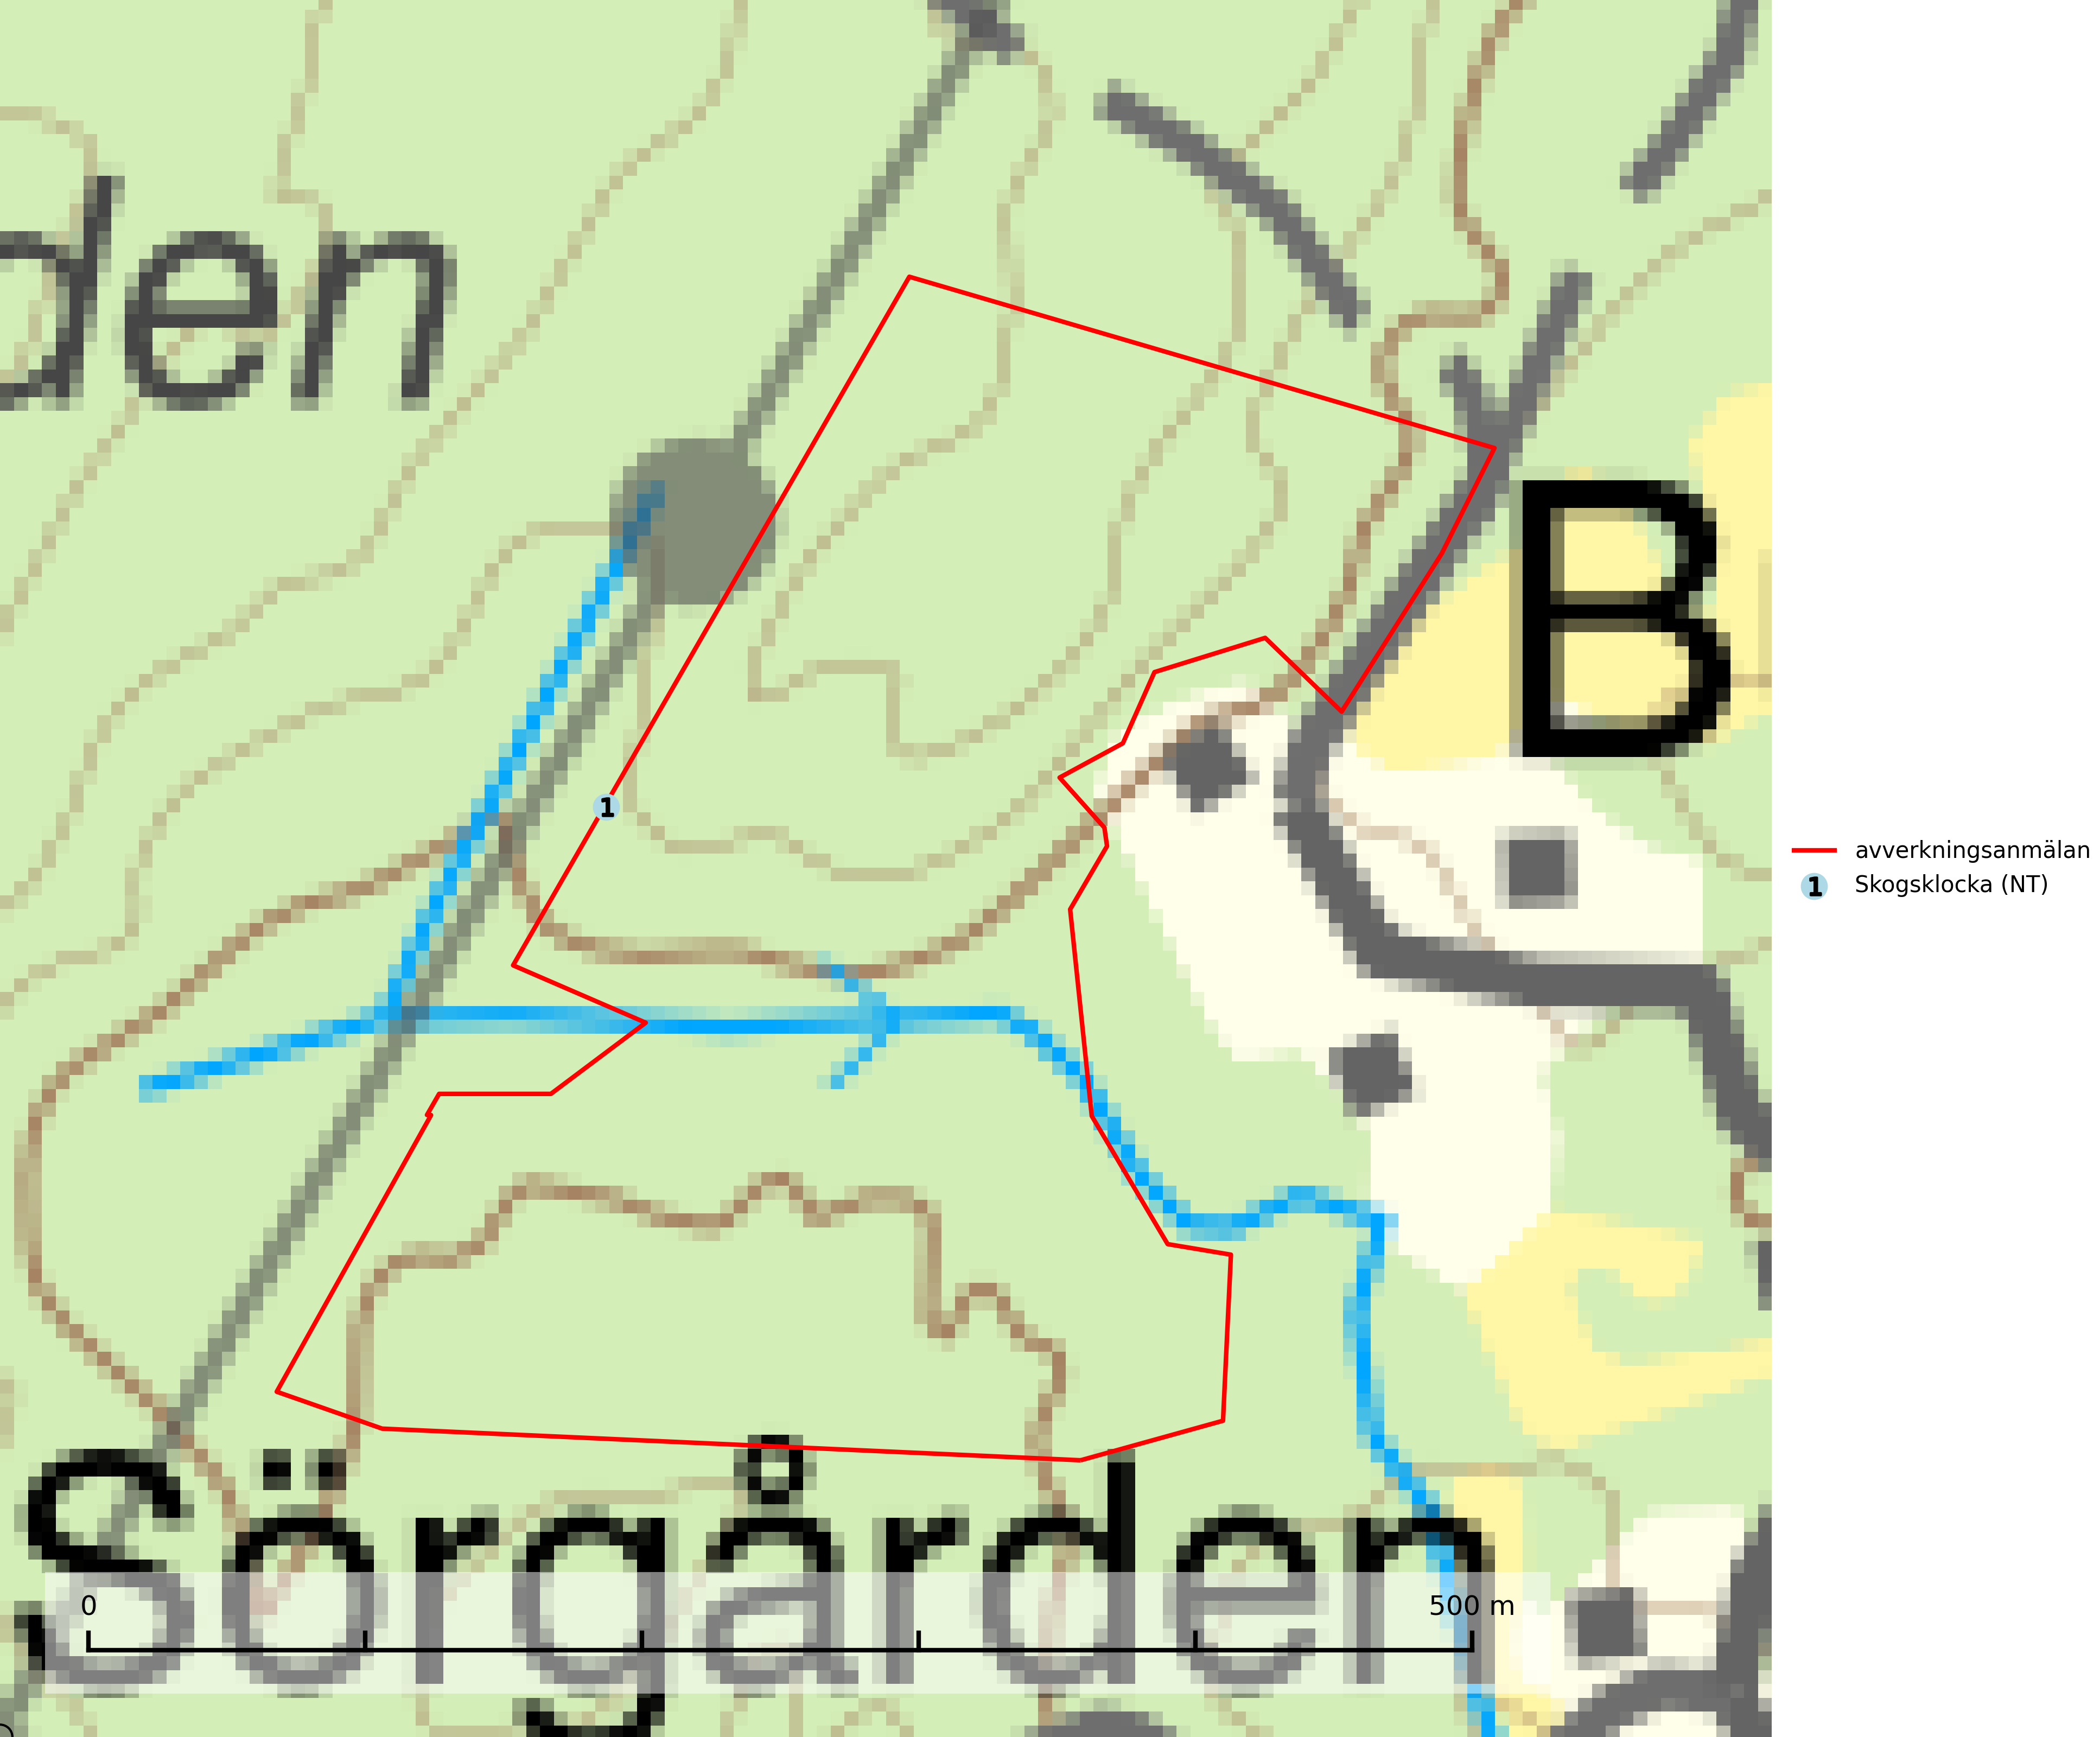 den
B
1
avverkningsanmälan
1 Skogsklocka (NT)
Sörgården
0 500 m